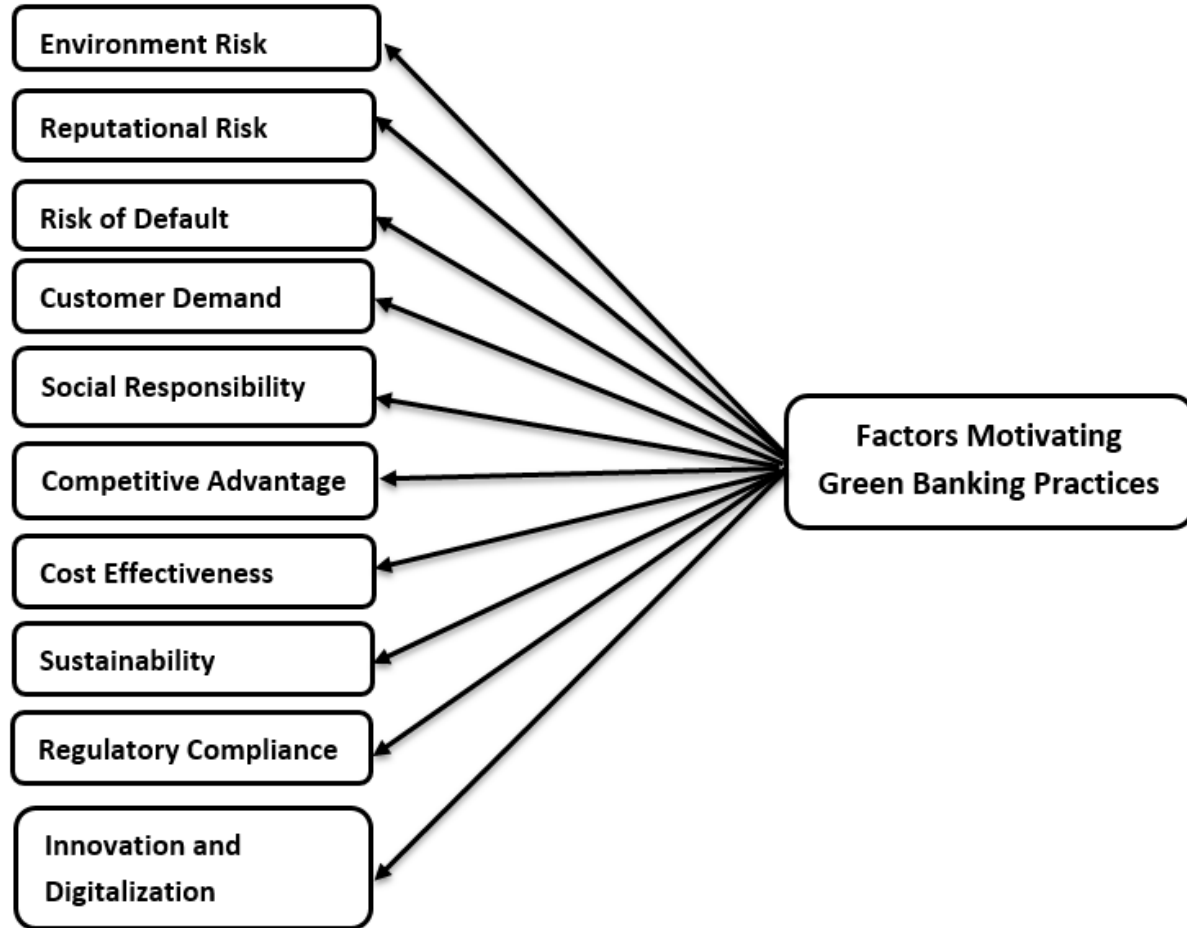 Environment Risk
Reputational Risk
Risk of Default
Customer Demand
Social Responsibility
Competitive Advantage
Cost Effectiveness
Sustainability
Regulatory Compliance
Innovation and
Digitalization
Factors Motivating
Green Banking Practices